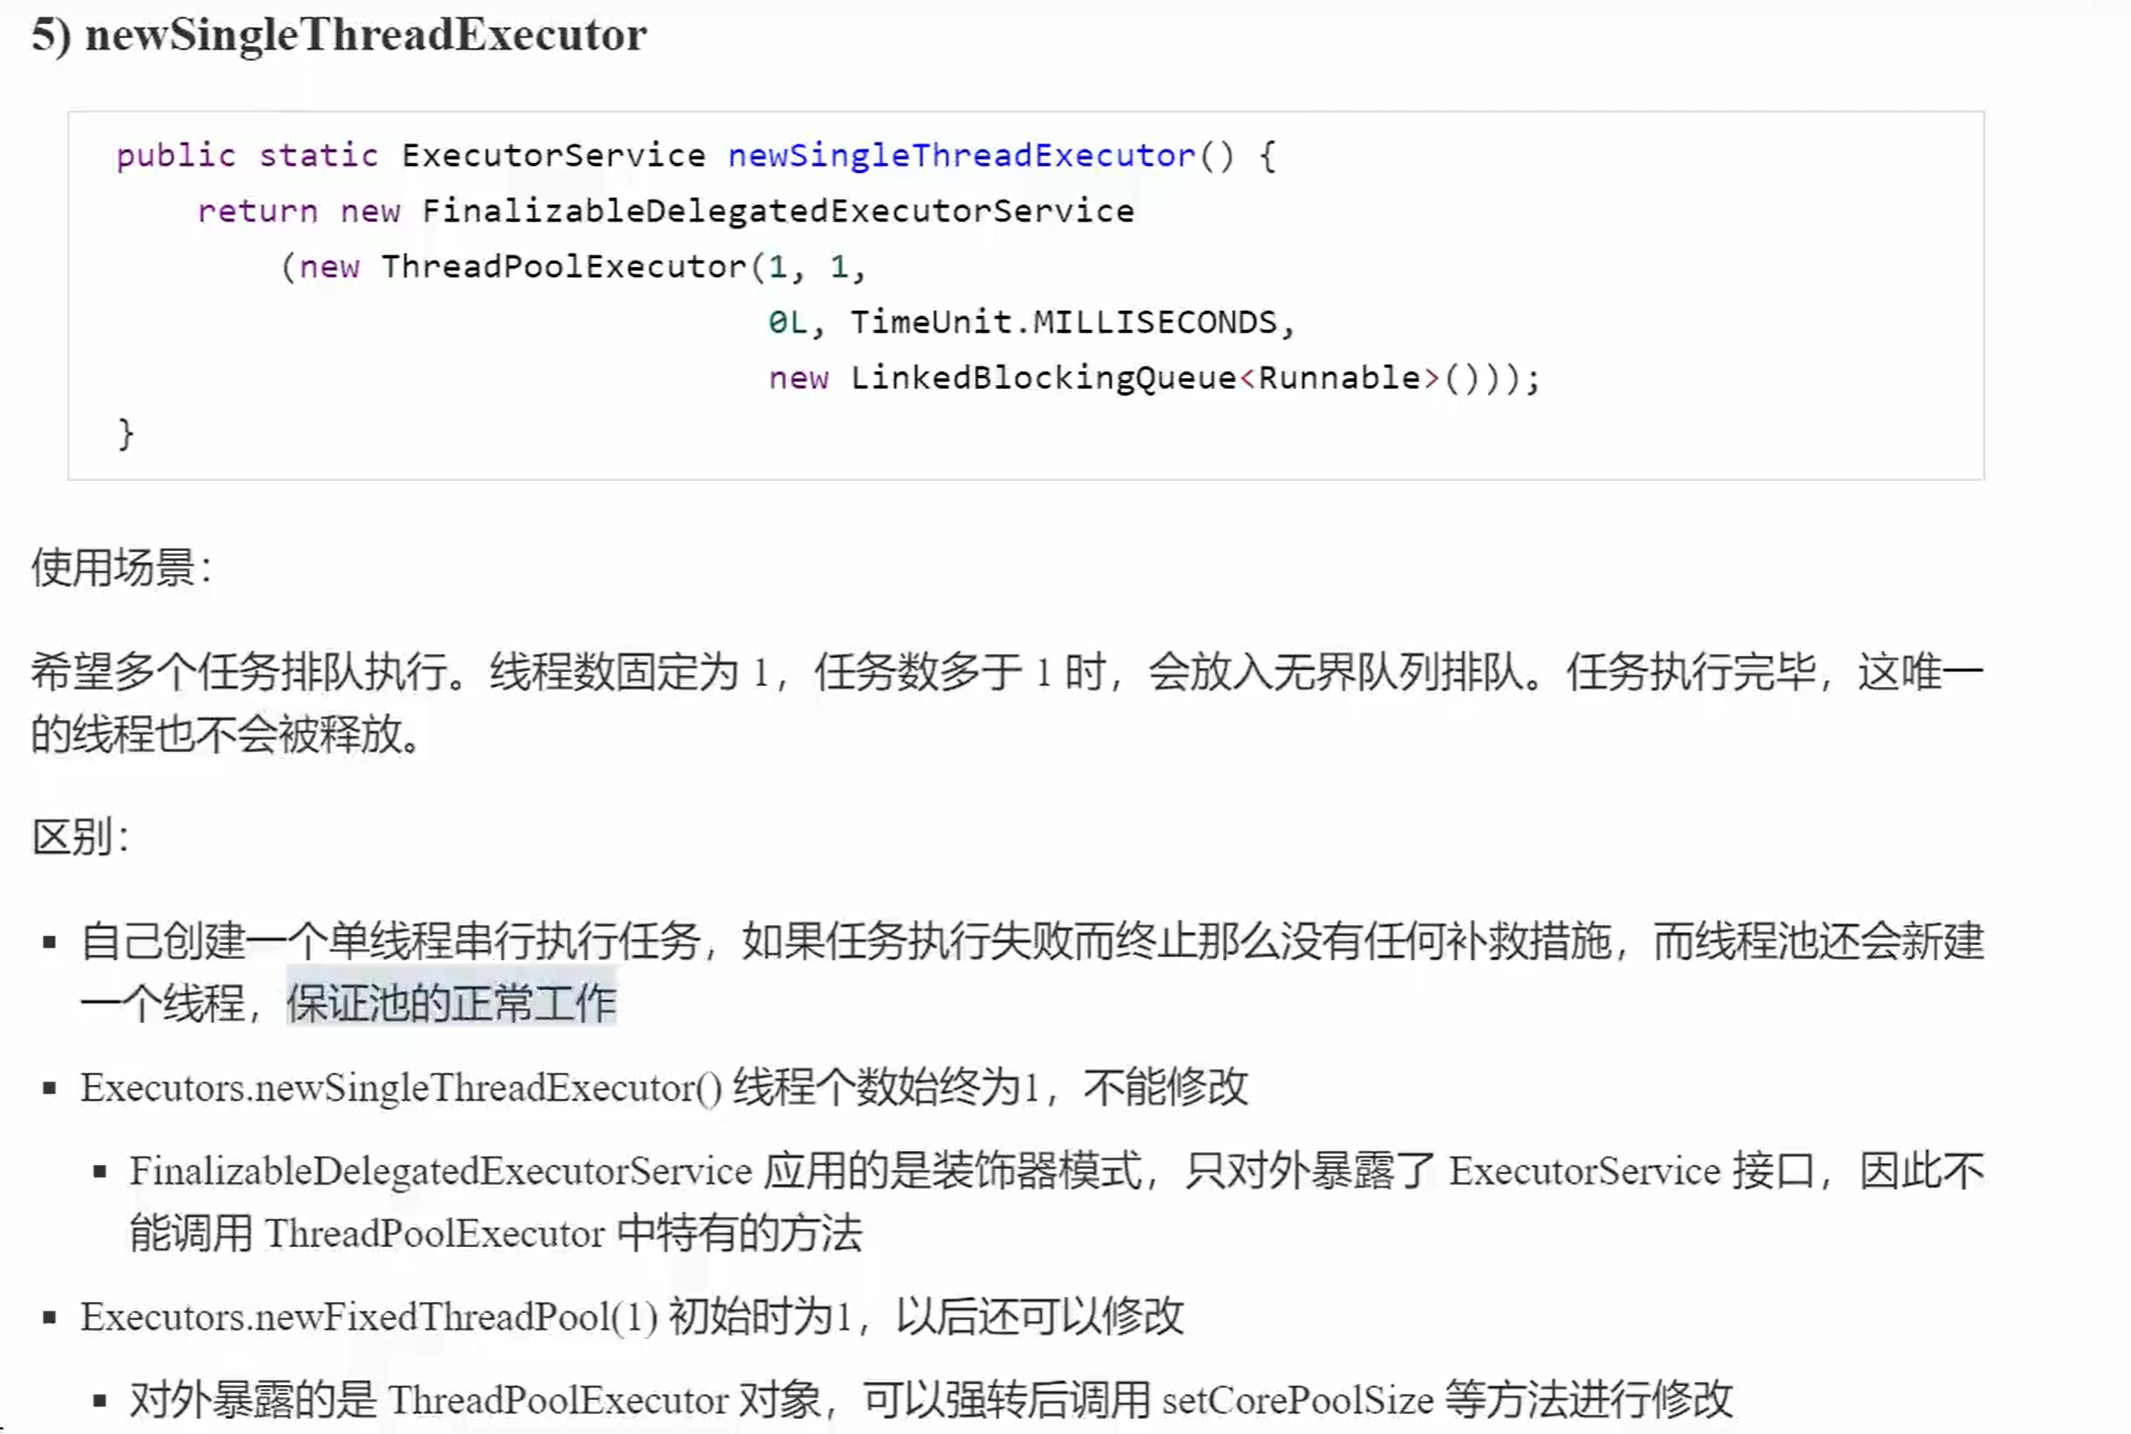 5) newSingleThreadExecutor
public static ExecutorService newSingleThreadExecutor() {
return new FinalizableDelegatedExecutorService
(new ThreadPoolExecutor(1, 1,
0L, TimeUnit.MILLISECONDS,
new LinkedBlockingQueue<Runnable>()));
}
使用场景：
希望多个任务排队执行。线程数固定为 1，任务数多于 1 时，会放入无界队列排队。任务执行完毕，这唯一
的线程也不会被释放。
区别：
▪ 自己创建一个单线程串行执行任务，如果任务执行失败而终止那么没有任何补救措施，而线程池还会新建
一个线程，保证池的正常工作
▪ Executors.newSingleThreadExecutor() 线程个数始终为1，不能修改
▪ FinalizableDelegatedExecutorService 应用的是装饰器模式，只对外暴露了 ExecutorService 接口，因此不
能调用 ThreadPoolExecutor 中特有的方法
▪ Executors.newFixedThreadPool(1) 初始时为1，以后还可以修改
▪ 对外暴露的是 ThreadPoolExecutor 对象，可以强转后调用 setCorePoolSize 等方法进行修改